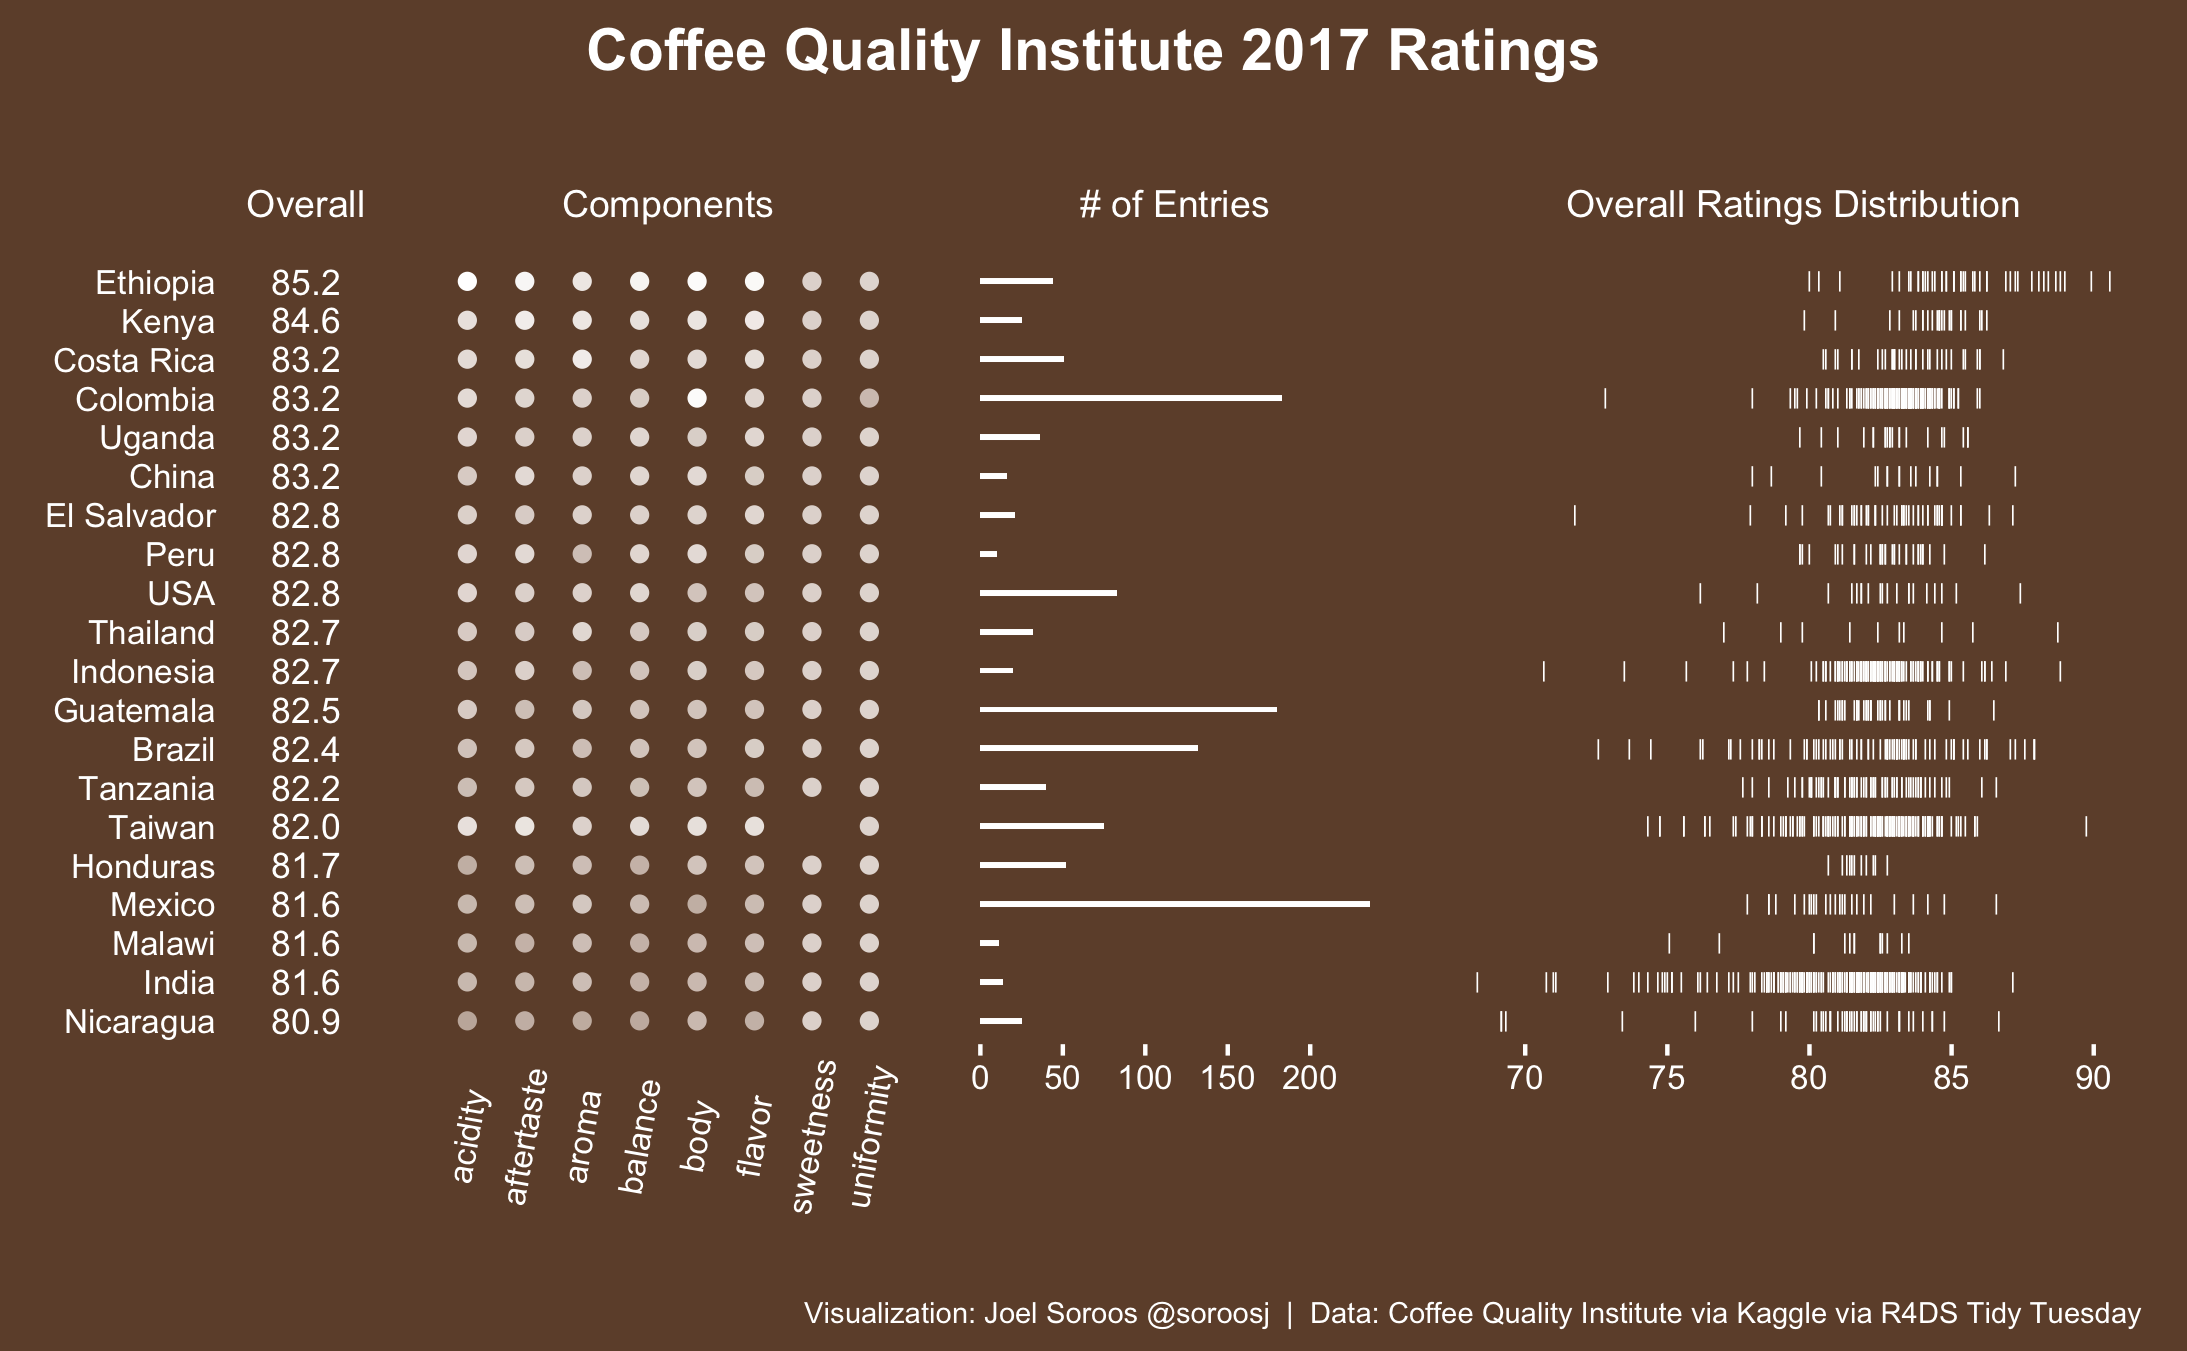 Coffee Quality Institute 2017 Ratings
Overall Components # of Entries Overall Ratings Distribution
Ethiopia 85.2
Kenya 84.6
Costa Rica 83.2
Colombia 83.2
Uganda 83.2
China 83.2
El Salvador 82.8
Peru 82.8
USA 82.8
Thailand 82.7
Indonesia 82.7
Guatemala 82.5
Brazil 82.4
Tanzania 82.2
Taiwan 82.0
Honduras 81.7
Mexico 81.6
Malawi 81.6
India 81.6
Nicaragua 80.9
acidity aftertaste aroma balance body flavor sweetness uniformity
0 50 100 150 200
70 75 80 85 90
Visualization: Joel Soroos @soroosj | Data: Coffee Quality Institute via Kaggle via R4DS Tidy Tuesday